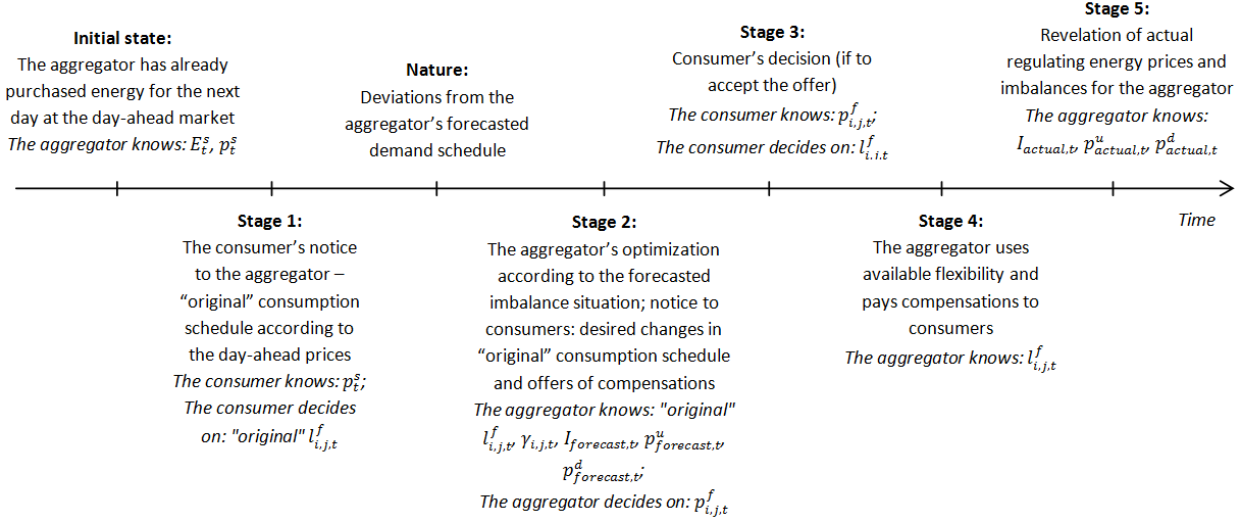 Initial state:
The aggregator has already
purchased energy for the next
day at the day-ahead market
The aggregator knows: E_t^s, p_t^s
Stage 1:
The consumer's notice
to the aggregator –
"original" consumption
schedule according to
the day-ahead prices
The consumer knows: p_t^s;
The consumer decides
on: "original" l_{i,j,t}^f
Nature:
Deviations from the
aggregator's forecasted
demand schedule
Stage 2:
The aggregator's optimization
according to the forecasted
imbalance situation; notice to
consumers: desired changes in
"original" consumption schedule
and offers of compensations
The aggregator knows: "original"
l_{i,j,t}^f, γ_{i,j,t}, I_{forecast,t}, p_{forecast,t}^u,
p_{forecast,t}^d;
The aggregator decides on: p_{i,j,t}^f
Stage 3:
Consumer's decision (if to
accept the offer)
The consumer knows: p_{i,j,t}^f;
The consumer decides on: l_{i,j,t}^f
Stage 4:
The aggregator uses
available flexibility and
pays compensations to
consumers
The aggregator knows: l_{i,j,t}^f
Stage 5:
Revelation of actual
regulating energy prices and
imbalances for the aggregator
The aggregator knows:
I_{actual,t}, p_{actual,t}^u, p_{actual,t}^d
Time